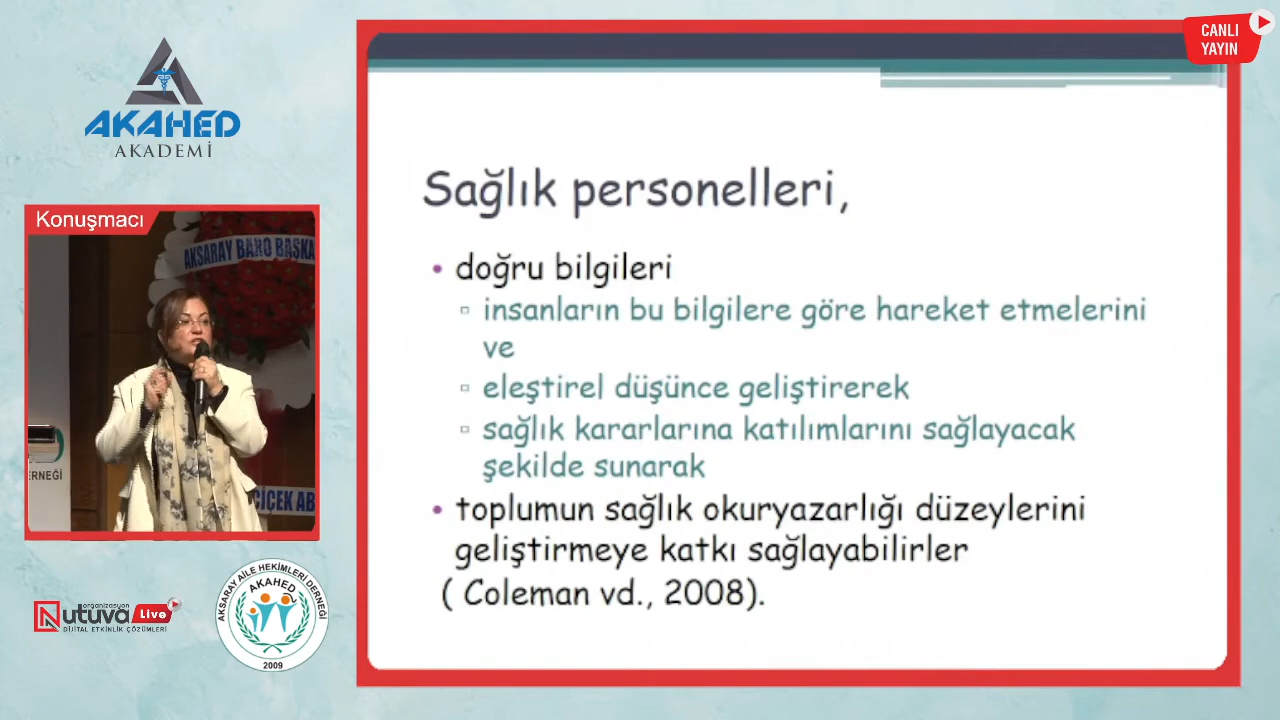 CANLI
YAYIN
AKAHED
AKADEMİ
Konuşmacı
AKSARAY BARO BAŞKA
ERNEĞİ
ÇİÇEK AB
Sağlık personelleri,
• doğru bilgileri
▫ insanların bu bilgilere göre hareket etmelerini
ve
▫ eleştirel düşünce geliştirerek
▫ sağlık kararlarına katılımlarını sağlayacak
şekilde sunarak
• toplumun sağlık okuryazarlığı düzeylerini
geliştirmeye katkı sağlayabilirler
( Coleman vd., 2008).
organizasyon
Nutuva Live
DİJİTAL ETKİNLİK ÇÖZÜMLERİ
AKSARAY AİLE HEKİMLERİ DERNEĞİ
AKAHED
2009